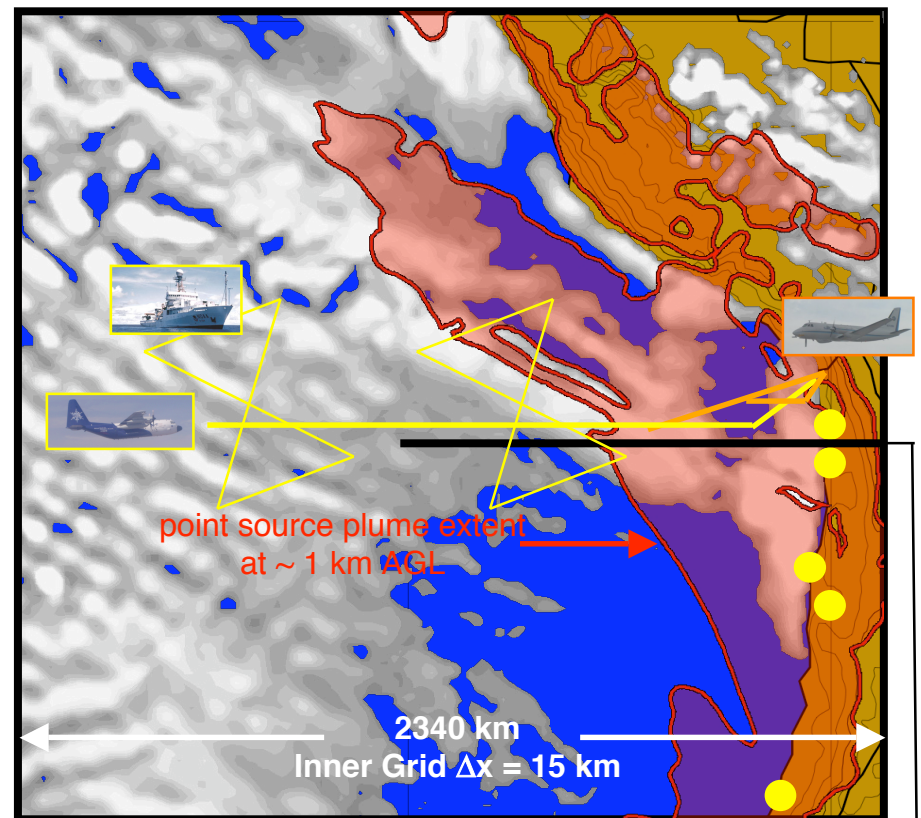 point source plume extent
at ~ 1 km AGL
2340 km
Inner Grid Δx = 15 km